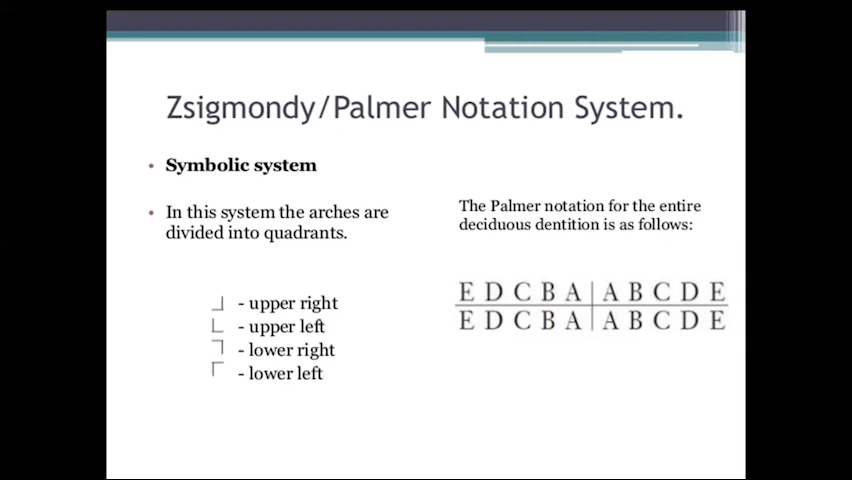 Zsigmondy/Palmer Notation System.
• Symbolic system
• In this system the arches are
divided into quadrants.
┘ - upper right
└ - upper left
┐ - lower right
┌ - lower left
The Palmer notation for the entire
deciduous dentition is as follows:
E D C B A | A B C D E
E D C B A | A B C D E